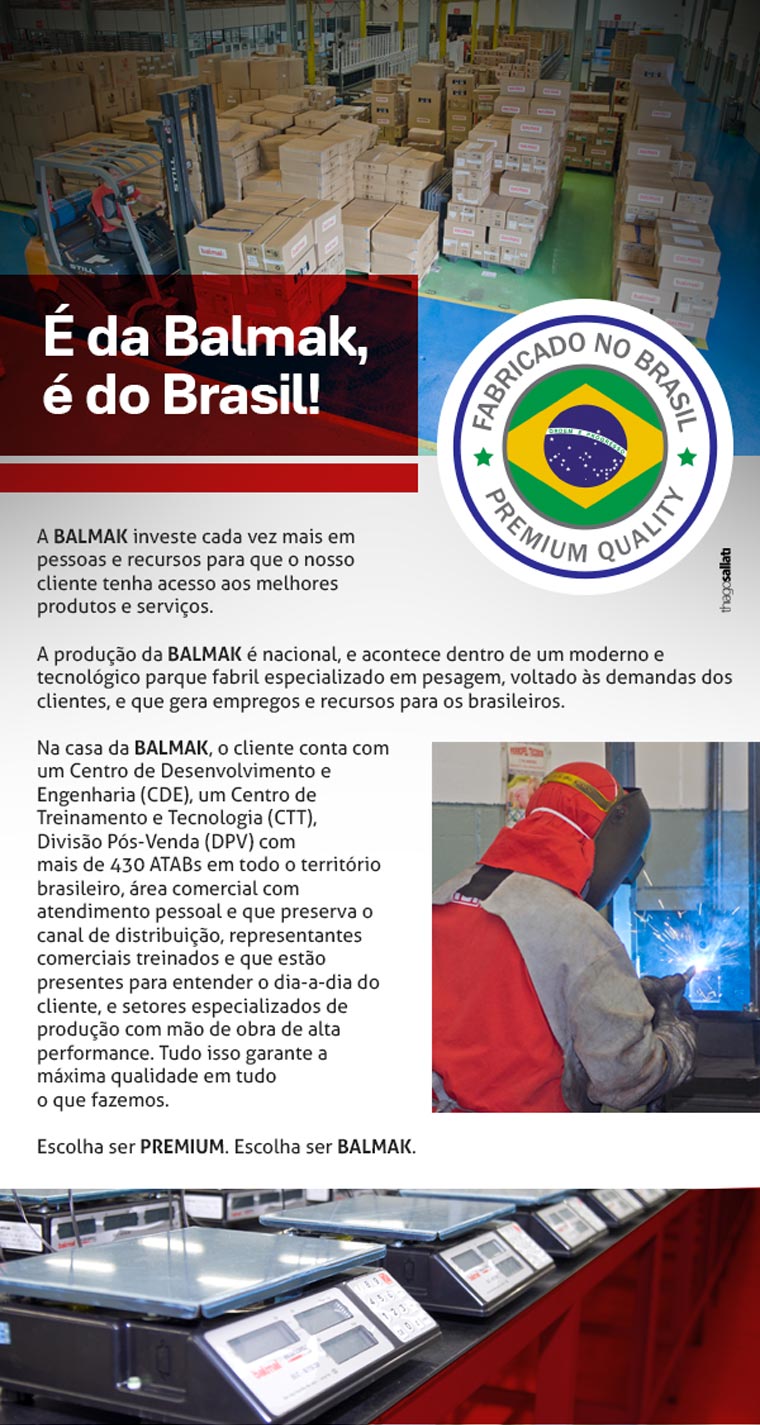 STILL
STILL
balmak
É da Balmak,
é do Brasil!
FABRICADO NO BRASIL
ORDEM E PROGRESSO
PREMIUM QUALITY
thiagosallati
A BALMAK investe cada vez mais em
pessoas e recursos para que o nosso
cliente tenha acesso aos melhores
produtos e serviços.
A produção da BALMAK é nacional, e acontece dentro de um moderno e
tecnológico parque fabril especializado em pesagem, voltado às demandas dos
clientes, e que gera empregos e recursos para os brasileiros.
Na casa da BALMAK, o cliente conta com
um Centro de Desenvolvimento e
Engenharia (CDE), um Centro de
Treinamento e Tecnologia (CTT),
Divisão Pós-Venda (DPV) com
mais de 430 ATABs em todo o território
brasileiro, área comercial com
atendimento pessoal e que preserva o
canal de distribuição, representantes
comerciais treinados e que estão
presentes para entender o dia-a-dia do
cliente, e setores especializados de
produção com mão de obra de alta
performance. Tudo isso garante a
máxima qualidade em tudo
o que fazemos.
Escolha ser PREMIUM. Escolha ser BALMAK.
balmak
balmak